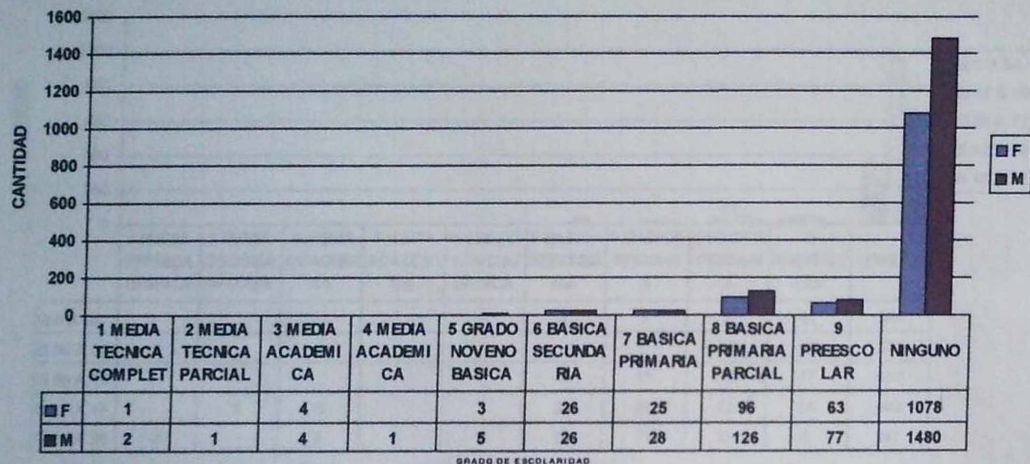 1600
1400
1200
1000
800
600
400
200
0
CANTIDAD
F
M
1 MEDIA TECNICA COMPLET
2 MEDIA TECNICA PARCIAL
3 MEDIA ACADEMI CA
4 MEDIA ACADEMI CA
5 GRADO NOVENO BASICA
6 BASICA SECUNDA RIA
7 BASICA PRIMARIA
8 BASICA PRIMARIA PARCIAL
9 PREESCO LAR
NINGUNO
F 1 4 3 26 25 96 63 1078
M 2 1 4 1 5 26 28 126 77 1480
GRADO DE ESCOLARIDAD